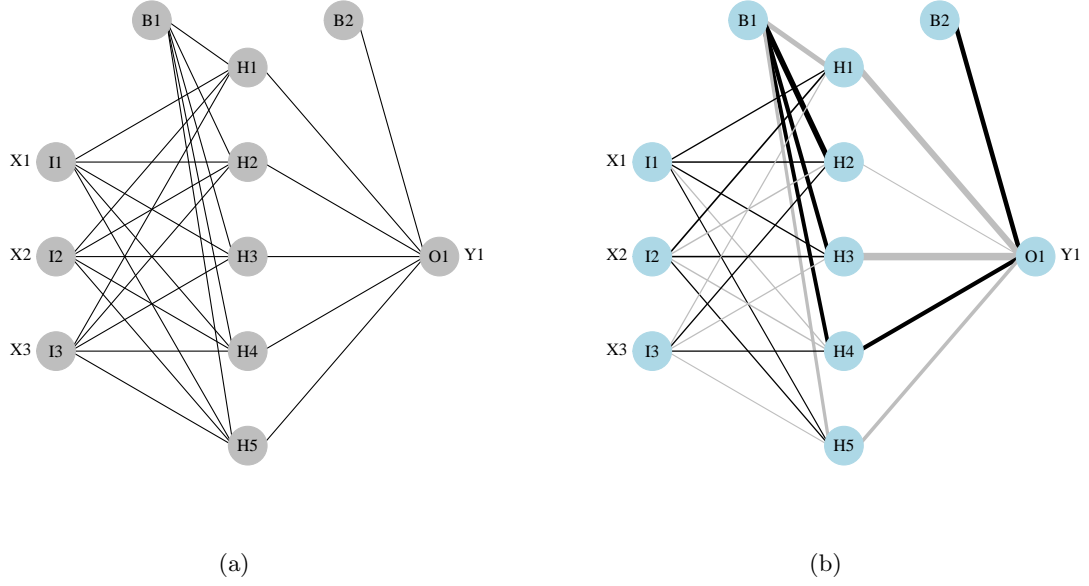 B1 B2 B1 B2
H1 H1
X1 I1 H2 X1 I1 H2
X2 I2 H3 O1 Y1 X2 I2 H3 O1 Y1
X3 I3 H4 X3 I3 H4
H5 H5
(a) (b)